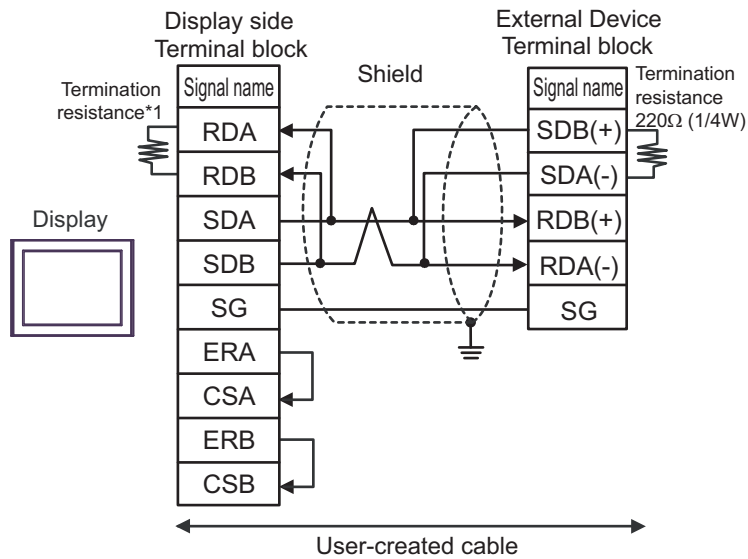 Display side
Terminal block
External Device
Terminal block
Shield
Termination
resistance*1
Signal name
RDA
RDB
SDA
SDB
SG
ERA
CSA
ERB
CSB
Display
Signal name
SDB(+)
SDA(-)
RDB(+)
RDA(-)
SG
Termination
resistance
220Ω (1/4W)
User-created cable